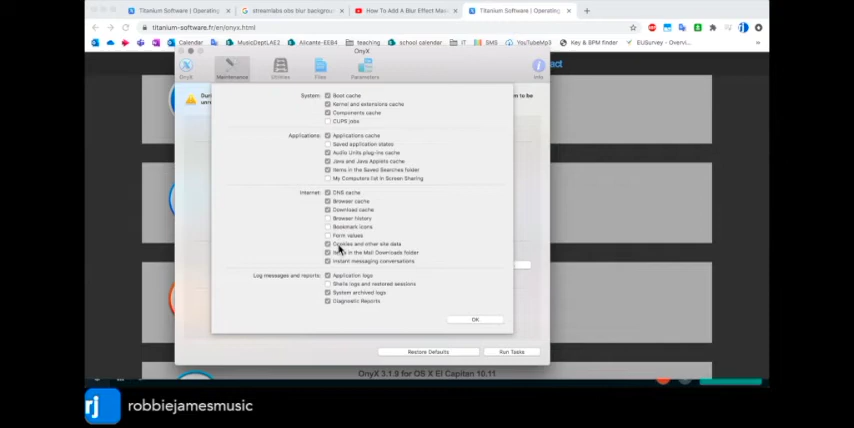 Titanium Software | Operating
streamlabs obs blur backgroun
How To Add A Blur Effect Ma
Titanium Software | Operating
titanium-software.fr/en/onyx.html
Calendar MusicDeptAEE2 Alicante-EEB4 teaching school calendar IT SMS YouTubeMp3 Key & BPM finder EUSurvey - Overvi...
OnyX
OnyX Maintenance Utilities Files Parameters Info
System: Boot cache
Kernel and extensions cache
Components cache
CUPS jobs
Applications: Applications cache
Saved application states
Audio Units plug-ins cache
Java and Java Applets cache
Items in the Saved Searches folder
My Computers list in Screen Sharing
Internet: DNS cache
Browser cache
Download cache
Browser history
Bookmark icons
Form values
Cookies and other site data
Items in the Mail Downloads folder
Instant messaging conversations
Log messages and reports: Application logs
Shells logs and restored sessions
System archived logs
Diagnostic Reports
OK
Restore Defaults Run Tasks
OnyX 3.1.9 for OS X El Capitan 10.11
rj robbiejamesmusic